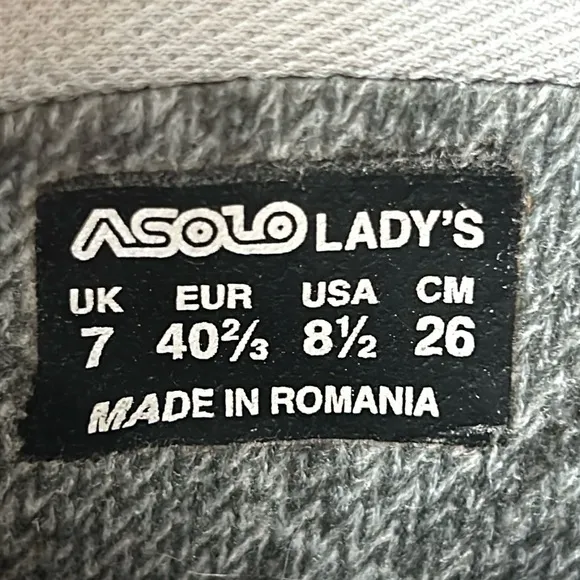 ASOLO LADY'S
UK EUR USA CM
7 40⅔ 8½ 26
MADE IN ROMANIA